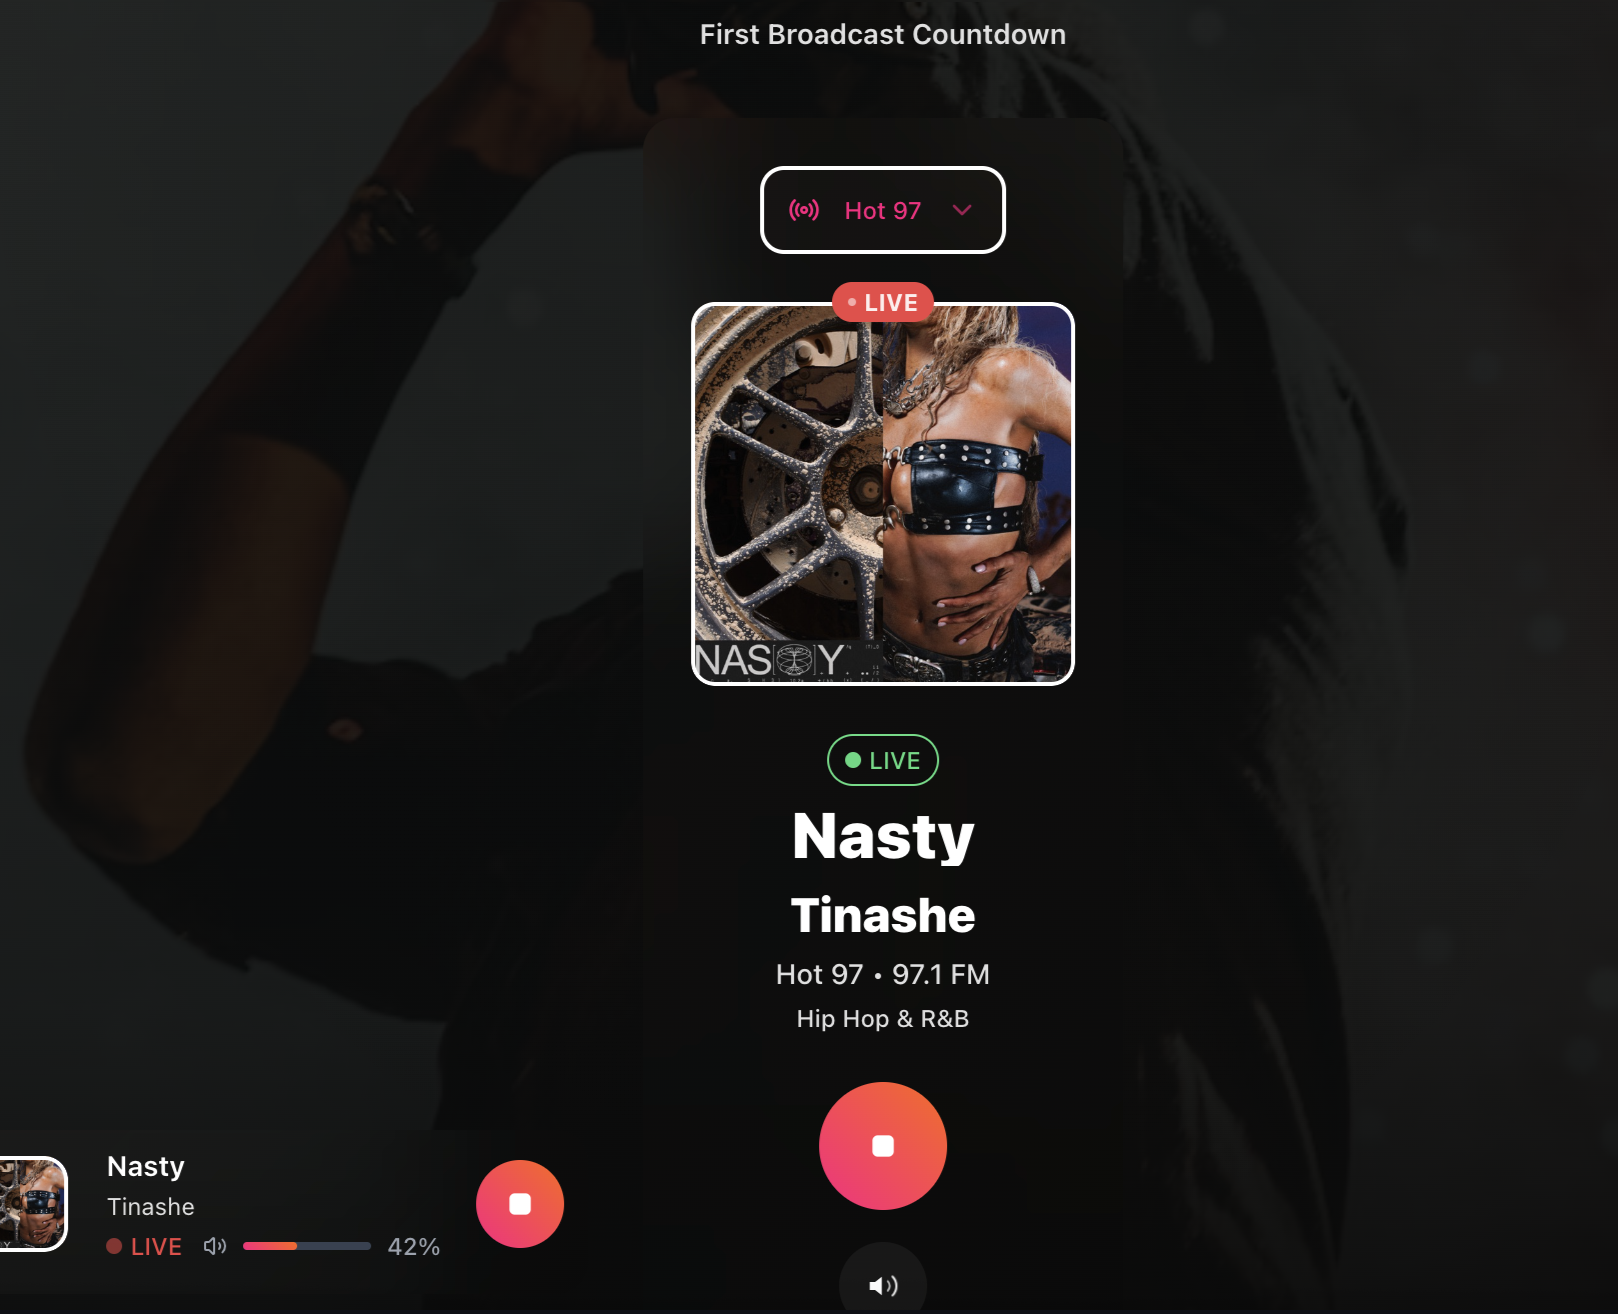 First Broadcast Countdown
Hot 97
LIVE
NAS Y
LIVE
Nasty
Tinashe
Hot 97 • 97.1 FM
Hip Hop & R&B
Nasty
Tinashe
LIVE
42%